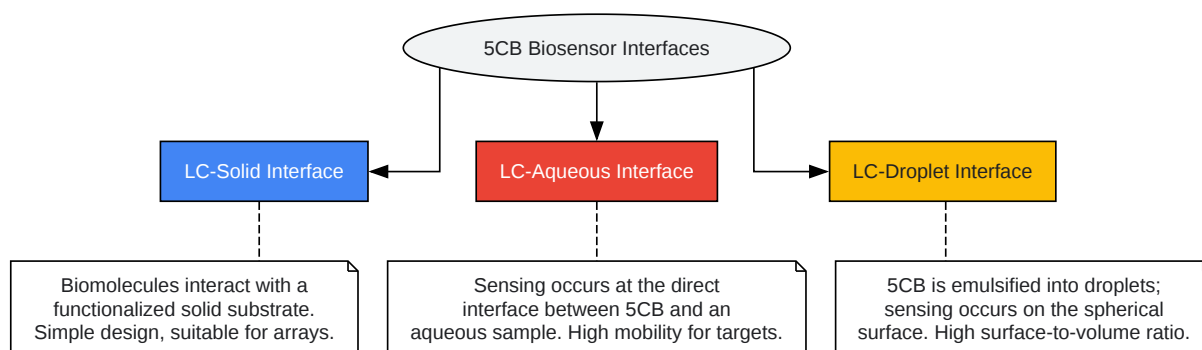 5CB Biosensor Interfaces
LC-Solid Interface
LC-Aqueous Interface
LC-Droplet Interface
Biomolecules interact with a
functionalized solid substrate.
Simple design, suitable for arrays.
Sensing occurs at the direct
interface between 5CB and an
aqueous sample. High mobility for targets.
5CB is emulsified into droplets;
sensing occurs on the spherical
surface. High surface-to-volume ratio.